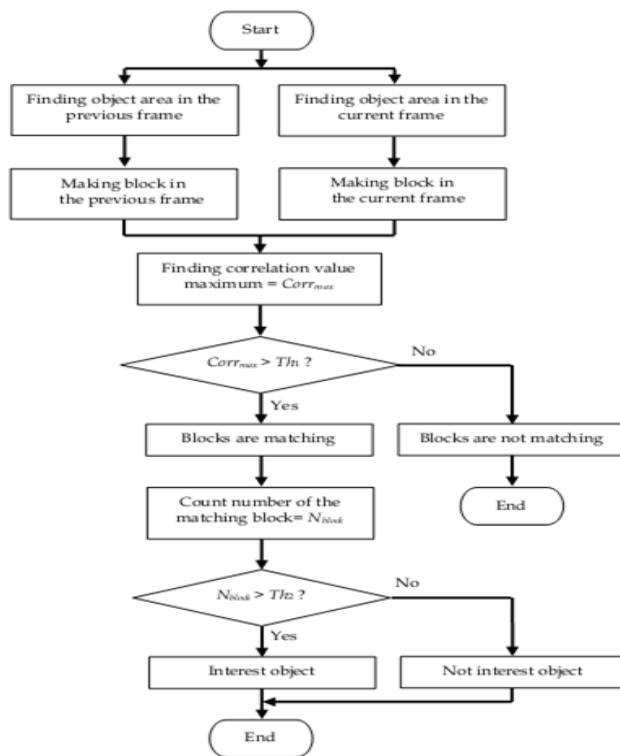 Start
Finding object area in the
previous frame
Finding object area in the
current frame
Making block in
the previous frame
Making block in
the current frame
Finding correlation value
maximum = Corrmax
Corrmax > Th1 ?
No
Yes
Blocks are matching
Blocks are not matching
Count number of the
matching block= Nblock
End
Nblock > Th2 ?
No
Yes
Interest object
Not interest object
End